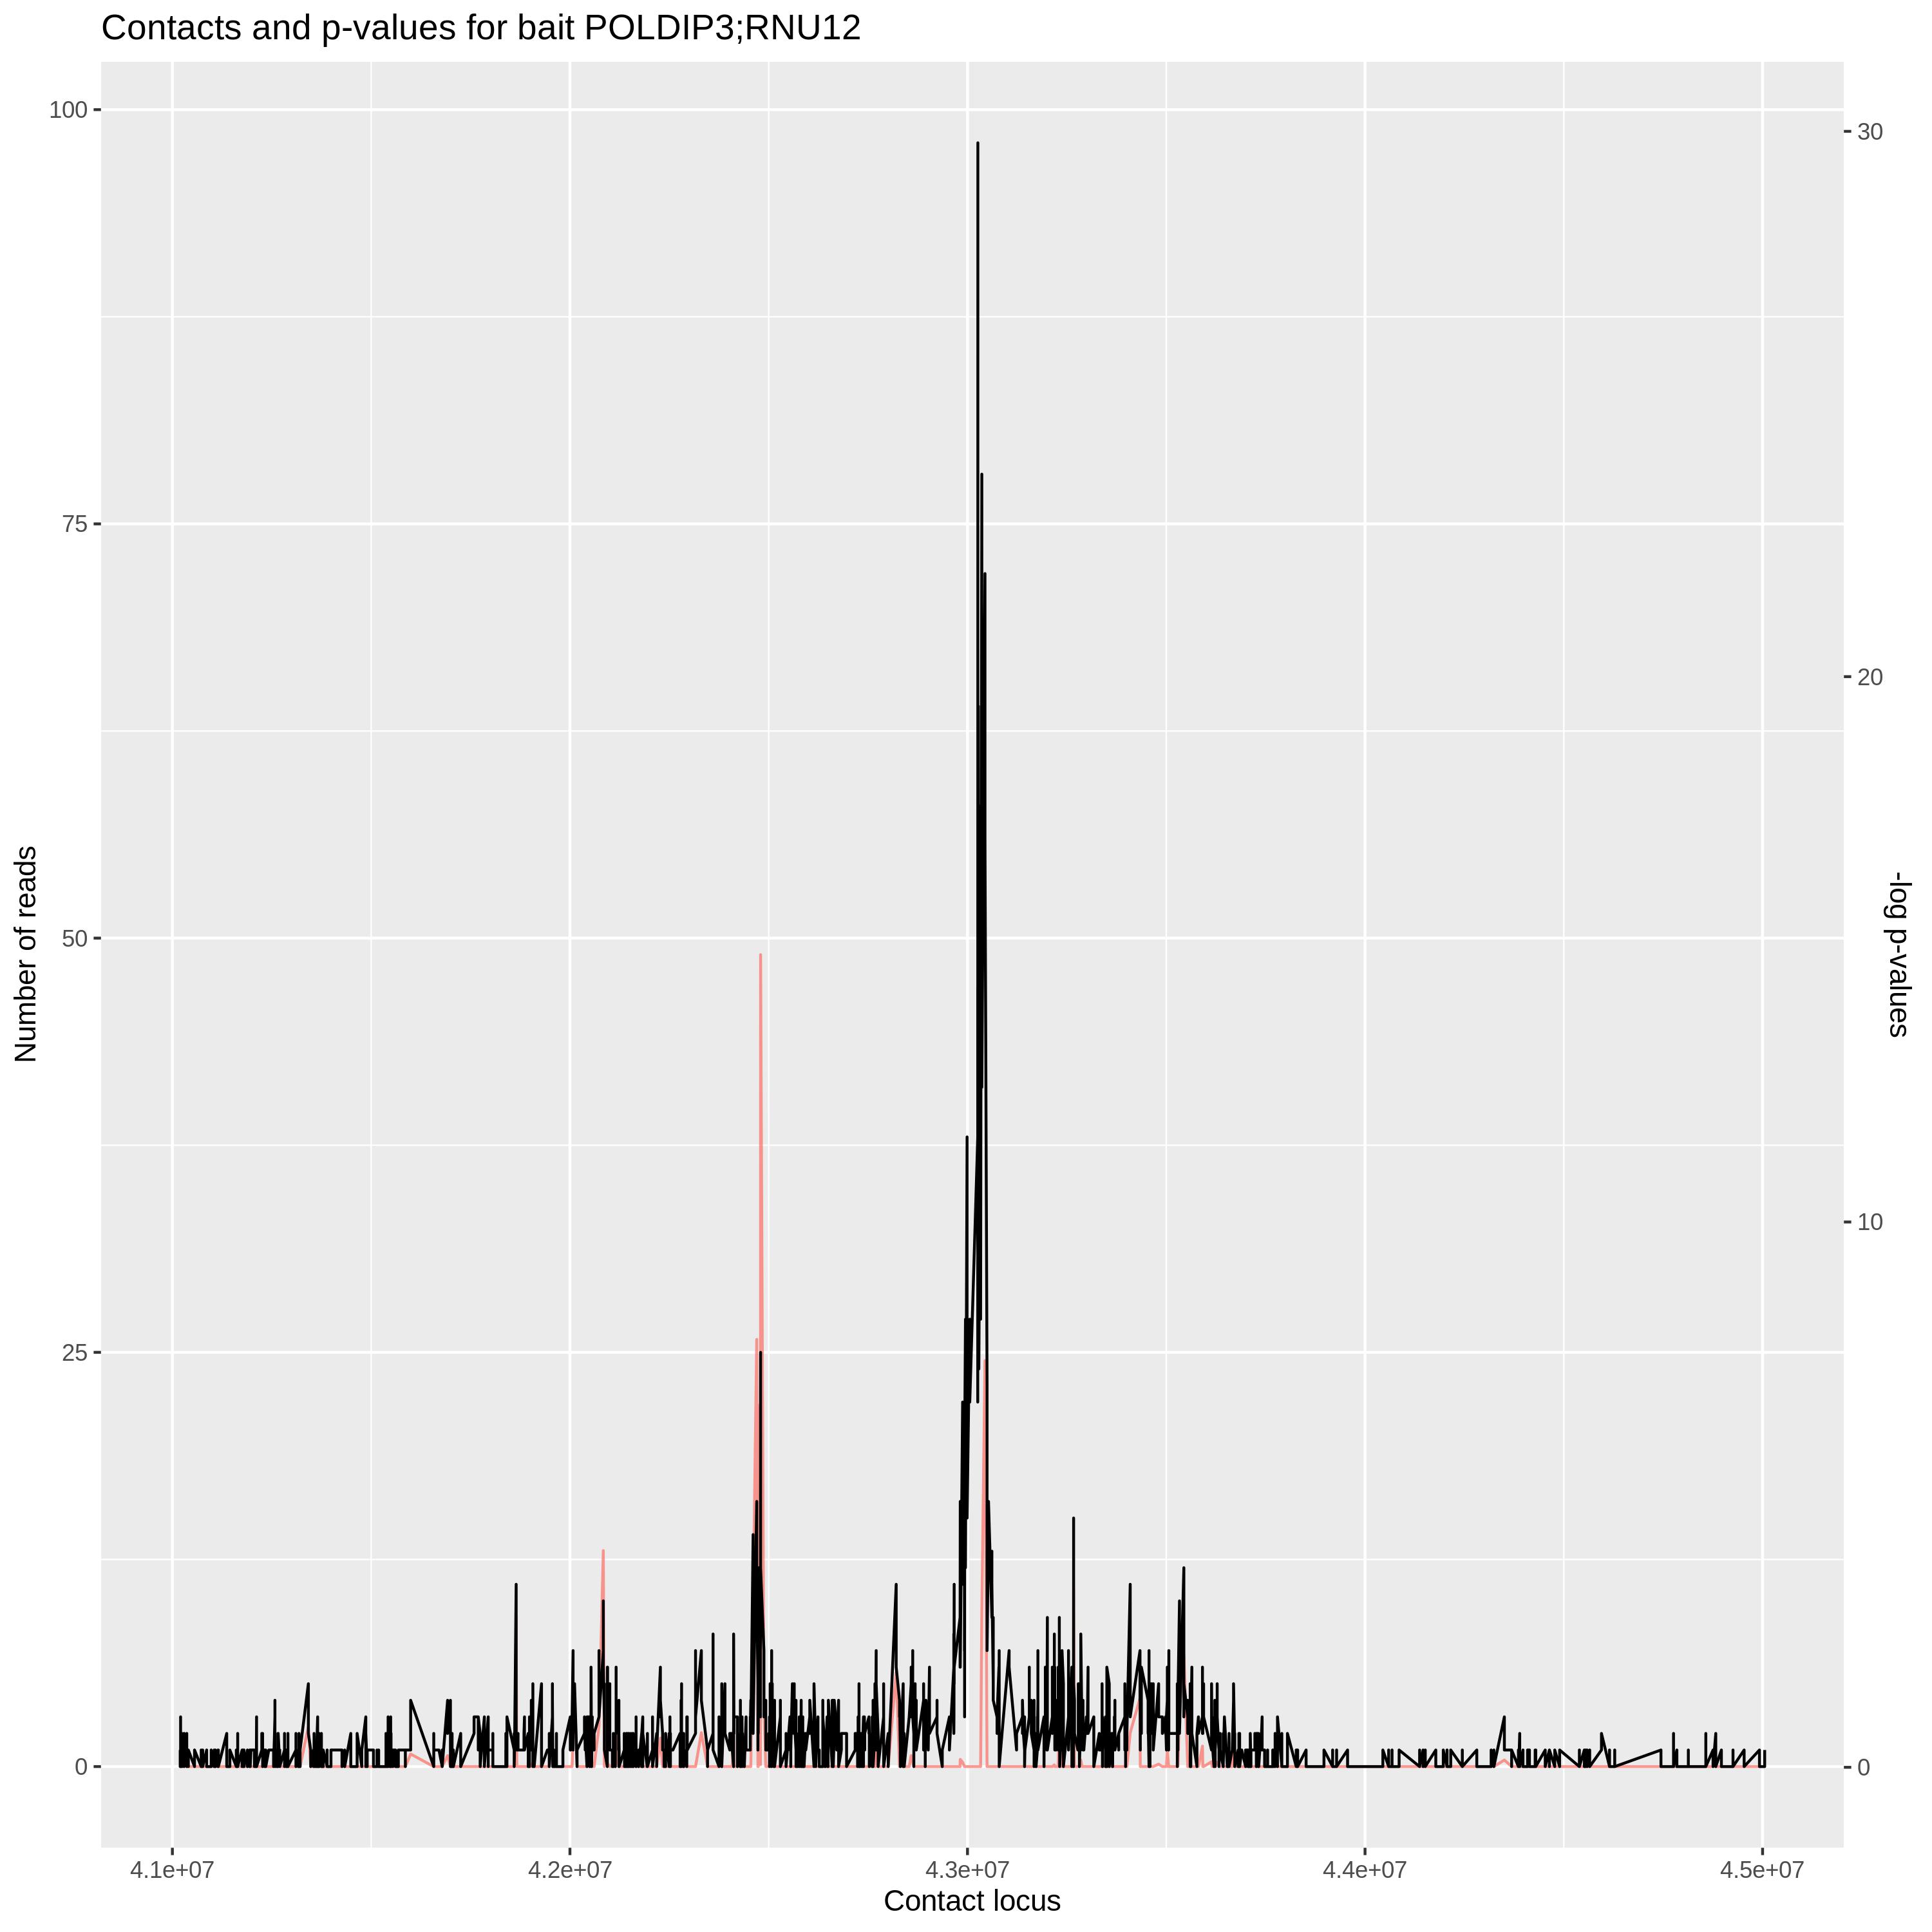 Contacts and p-values for bait POLDIP3;RNU12
100
75
50
25
0
30
20
10
0
Number of reads
-log p-values
4.1e+07 4.2e+07 4.3e+07 4.4e+07 4.5e+07
Contact locus